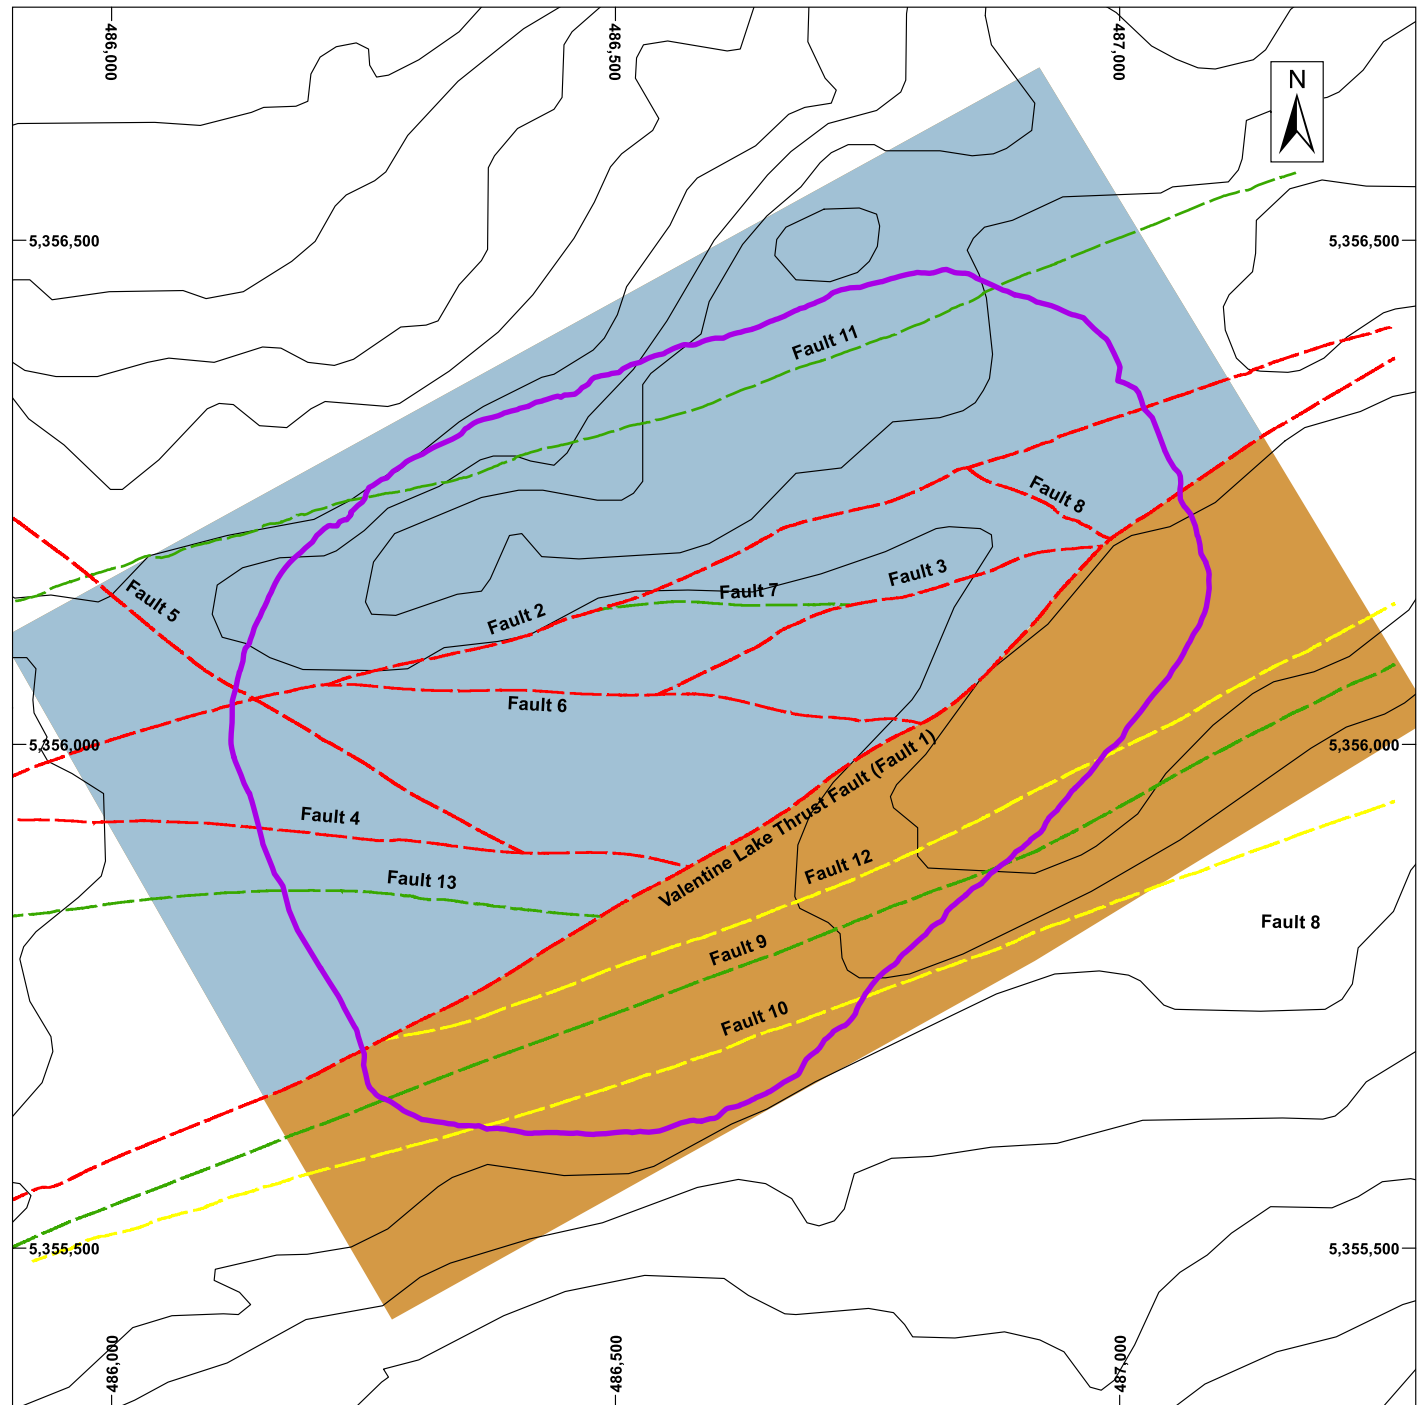 486,000
486,500
487,000
N
5,356,500
5,356,500
Fault 11
Fault 8
Fault 5
Fault 2
Fault 7
Fault 3
Fault 6
5,356,000
5,356,000
Valentine Lake Thrust Fault (Fault 1)
Fault 4
Fault 12
Fault 13
Fault 8
Fault 9
Fault 10
5,355,500
5,355,500
486,000
486,500
487,000